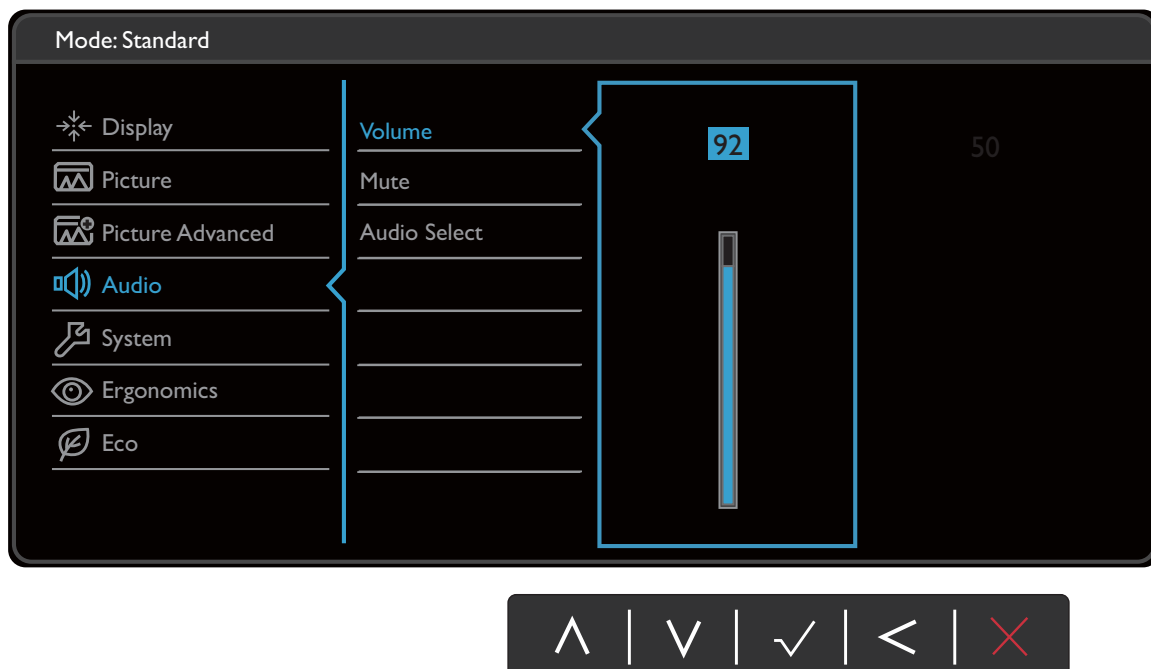 Mode: Standard
Display
Picture
Picture Advanced
Audio
System
Ergonomics
Eco
Volume
Mute
Audio Select
92
50